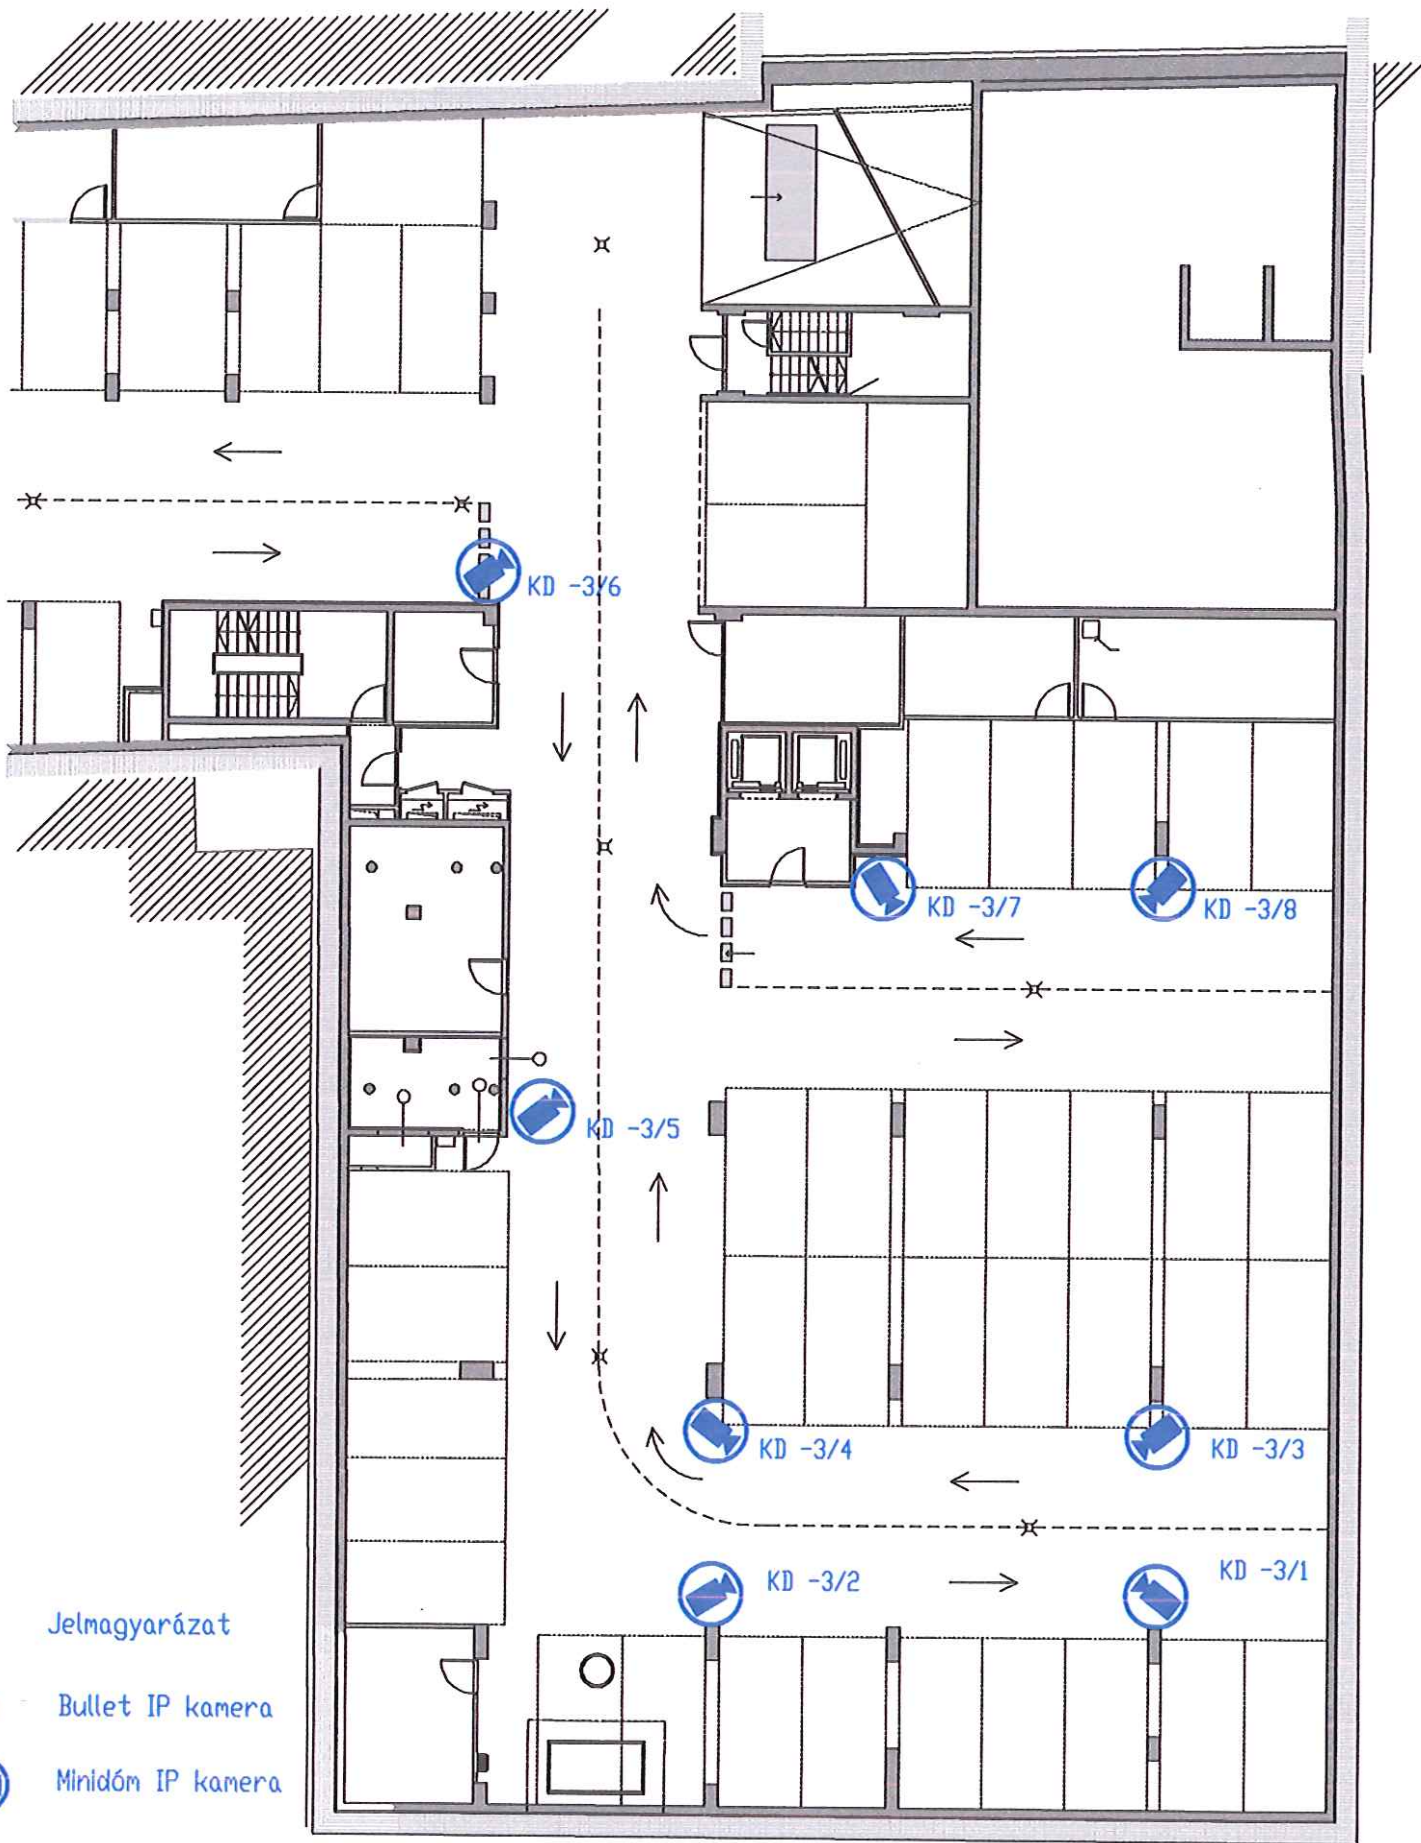 KD -3/6
KD -3/7
KD -3/8
KD -3/5
KD -3/4
KD -3/3
KD -3/2
KD -3/1
Jelmagyarázat
Bullet IP kamera
Minidóm IP kamera